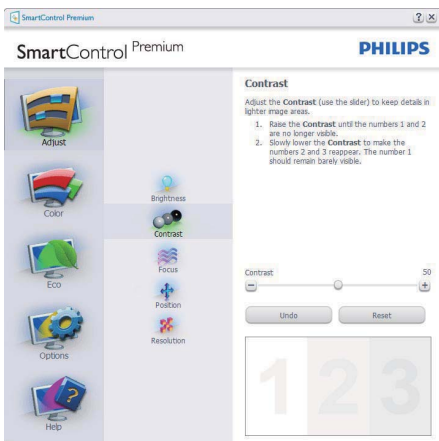 SmartControl Premium
SmartControl Premium
PHILIPS
Adjust
Color
Eco
Options
Help
Brightness
Contrast
Focus
Position
Resolution
Contrast
Adjust the Contrast (use the slider) to keep details in
lighter image areas.
1. Raise the Contrast until the numbers 1 and 2
are no longer visible.
2. Slowly lower the Contrast to make the
numbers 2 and 3 reappear. The number 1
should remain barely visible.
Contrast 50
Undo Reset
1 2 3